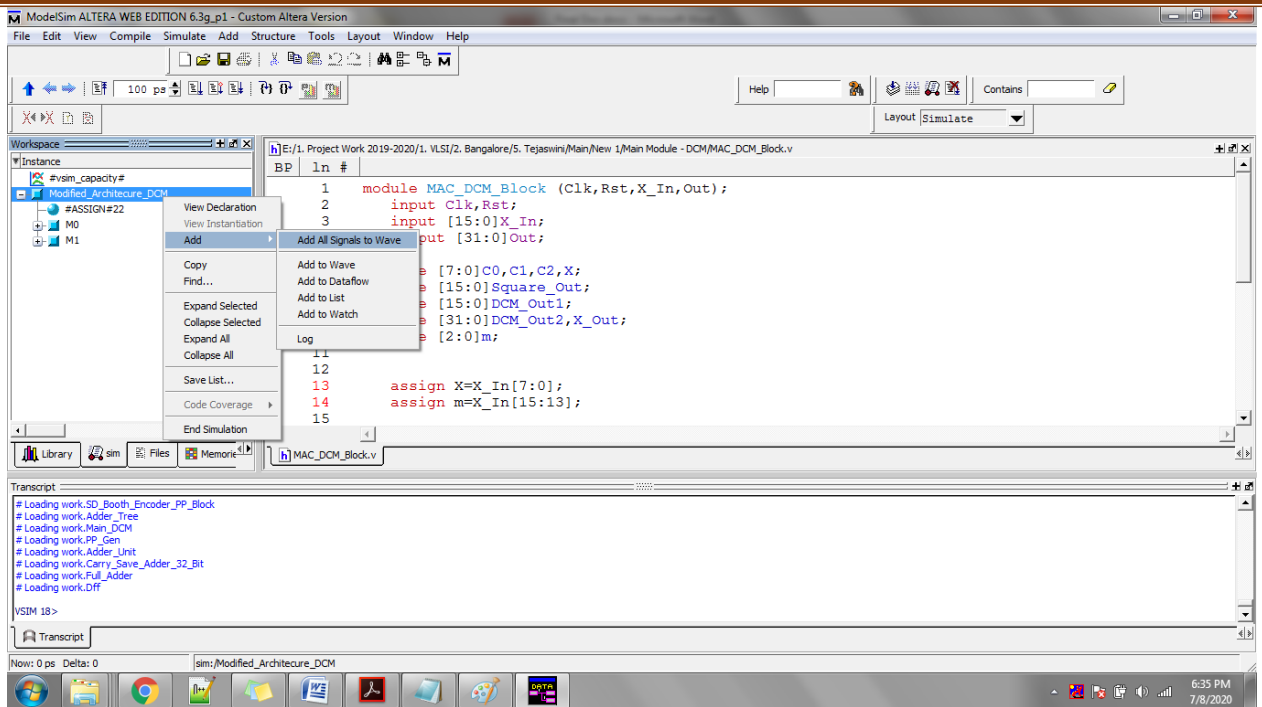 ModelSim ALTERA WEB EDITION 6.3g_p1 - Custom Altera Version
File Edit View Compile Simulate Add Structure Tools Layout Window Help
100 ps
Help
Contains
Layout Simulate
Workspace
Instance
#vsim_capacity#
Modified_Architecure_DCM
#ASSIGN#22
M0
M1
View Declaration
View Instantiation
Add
Copy
Find...
Expand Selected
Collapse Selected
Expand All
Collapse All
Save List...
Code Coverage
End Simulation
Add All Signals to Wave
Add to Wave
Add to Dataflow
Add to List
Add to Watch
Log
Library
sim
Files
Memorie
E:/1. Project Work 2019-2020/1. VLSI/2. Bangalore/5. Tejaswini/Main/New 1/Main Module - DCM/MAC_DCM_Block.v
BP ln #
1 module MAC_DCM_Block (Clk,Rst,X_In,Out);
2 input Clk,Rst;
3 input [15:0]X_In;
put [31:0]Out;
e [7:0]C0,C1,C2,X;
e [15:0]Square_Out;
e [15:0]DCM_Out1;
e [31:0]DCM_Out2,X_Out;
e [2:0]m;
11
12
13 assign X=X_In[7:0];
14 assign m=X_In[15:13];
15
MAC_DCM_Block.v
Transcript
# Loading work.SD_Booth_Encoder_PP_Block
# Loading work.Adder_Tree
# Loading work.Main_DCM
# Loading work.PP_Gen
# Loading work.Adder_Unit
# Loading work.Carry_Save_Adder_32_Bit
# Loading work.Full_Adder
# Loading work.Dff
VSIM 18>
Transcript
Now: 0 ps Delta: 0
sim:/Modified_Architecure_DCM
DATA
6:35 PM
7/8/2020